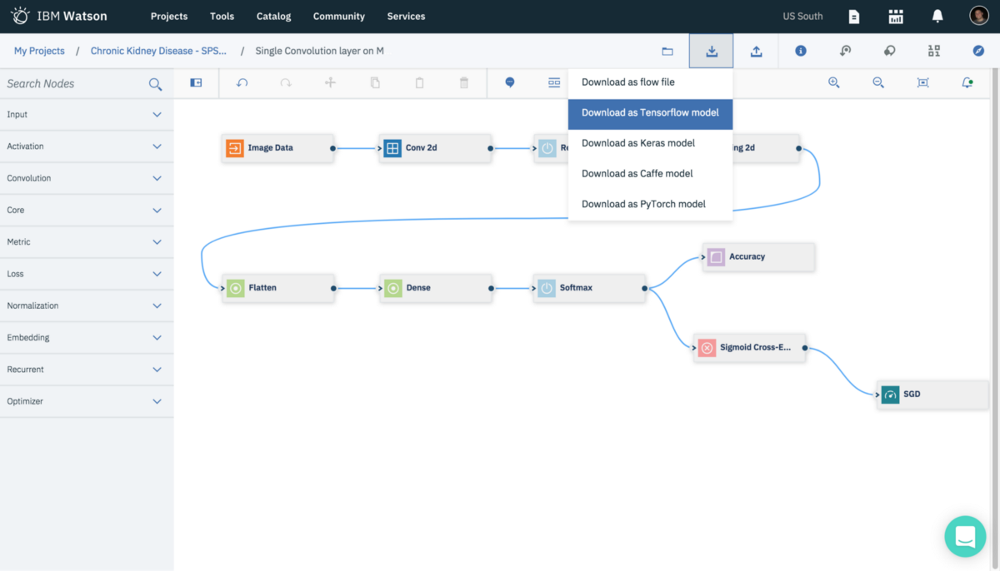 IBM Watson
Projects
Tools
Catalog
Community
Services
US South
My Projects / Chronic Kidney Disease - SPS... / Single Convolution layer on M
Search Nodes
Input
Activation
Convolution
Core
Metric
Loss
Normalization
Embedding
Recurrent
Optimizer
Download as flow file
Download as Tensorflow model
Download as Keras model
Download as Caffe model
Download as PyTorch model
Image Data
Conv 2d
2d
Flatten
Dense
Softmax
Accuracy
Sigmoid Cross-E...
SGD